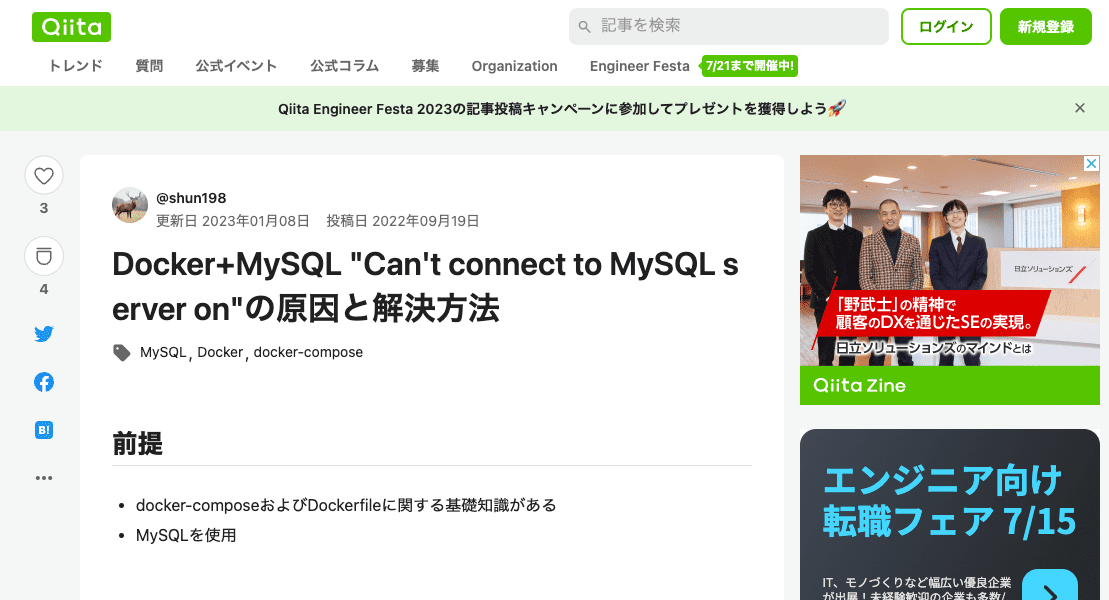 Qiita
記事を検索
ログイン
新規登録
トレンド 質問 公式イベント 公式コラム 募集 Organization Engineer Festa 7/21まで開催中!
Qiita Engineer Festa 2023の記事投稿キャンペーンに参加してプレゼントを獲得しよう🚀
3
4
B!
@shun198
更新日 2023年01月08日 投稿日 2022年09月19日
Docker+MySQL "Can't connect to MySQL s
erver on"の原因と解決方法
MySQL, Docker, docker-compose
前提
• docker-composeおよびDockerfileに関する基礎知識がある
• MySQLを使用
日立ソリューションズ
「野武士」の精神で
顧客のDXを通じたSEの実現。
日立ソリューションズのマインドとは
Qiita Zine
エンジニア向け
転職フェア 7/15
IT、モノづくりなど幅広い優良企業
が出展！未経験歓迎の企業も多数/